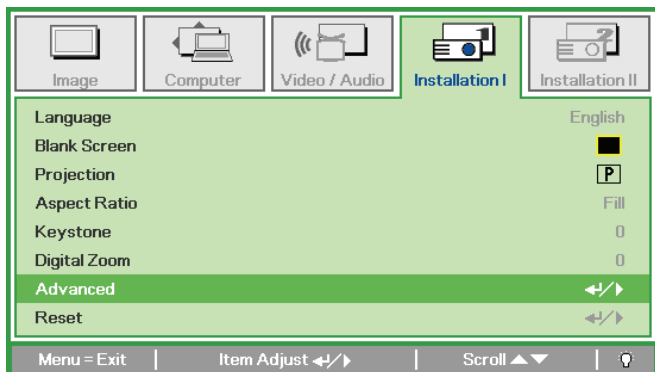 Image Computer Video / Audio Installation I Installation II
Language English
Blank Screen
Projection P
Aspect Ratio Fill
Keystone 0
Digital Zoom 0
Advanced
Reset
Menu = Exit Item Adjust Scroll